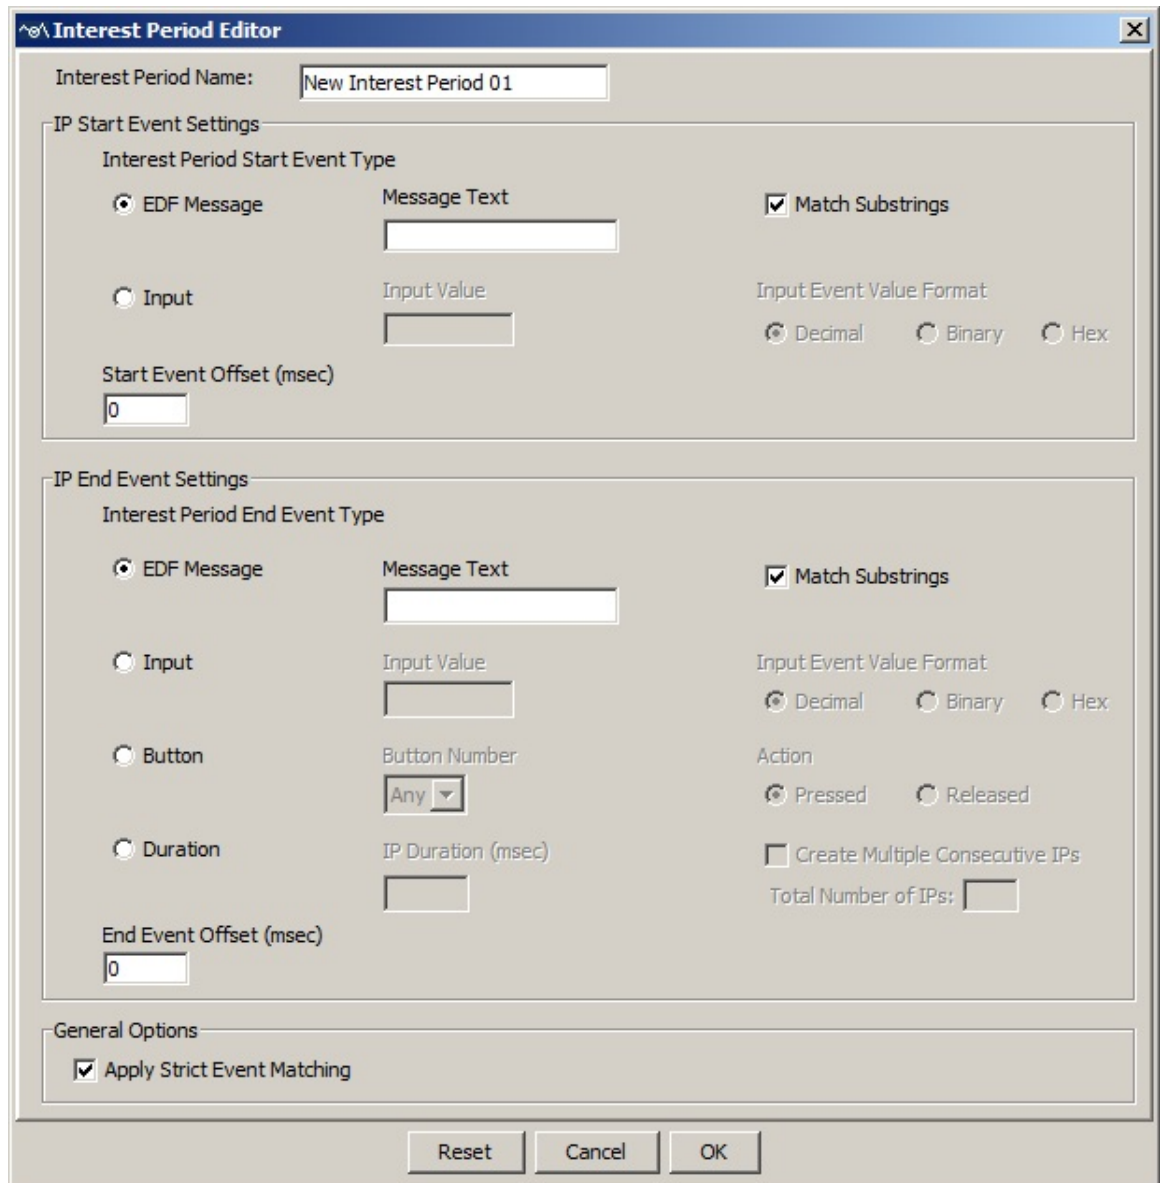 Interest Period Editor
Interest Period Name: New Interest Period 01
IP Start Event Settings
Interest Period Start Event Type
EDF Message Message Text Match Substrings
Input Input Value Input Event Value Format
Decimal Binary Hex
Start Event Offset (msec)
0
IP End Event Settings
Interest Period End Event Type
EDF Message Message Text Match Substrings
Input Input Value Input Event Value Format
Decimal Binary Hex
Button Button Number Action
Any Pressed Released
Duration IP Duration (msec) Create Multiple Consecutive IPs
Total Number of IPs:
End Event Offset (msec)
0
General Options
Apply Strict Event Matching
Reset Cancel OK